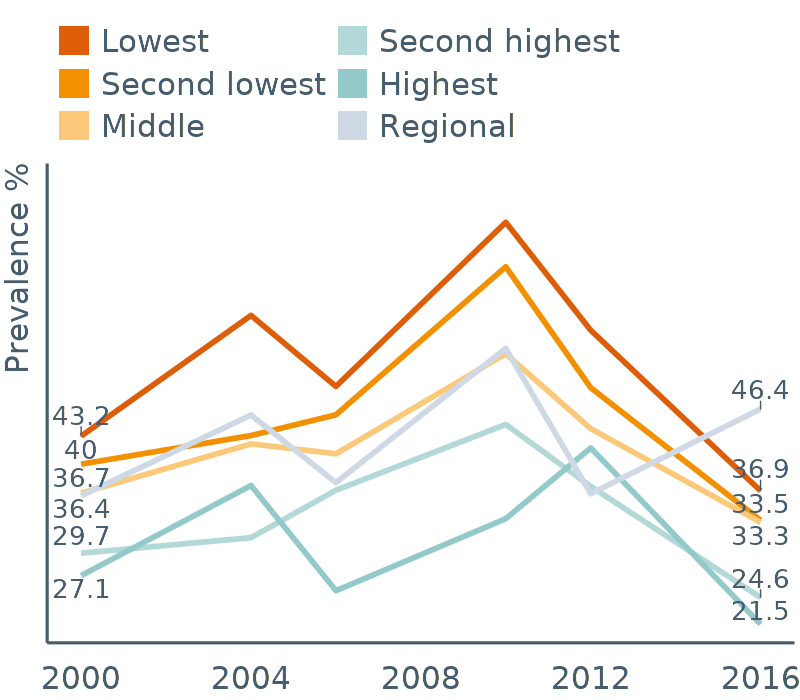 Lowest
Second lowest
Middle
Second highest
Highest
Regional
Prevalence %
43.2
40
36.7
36.4
29.7
27.1
46.4
36.9
33.5
33.3
24.6
21.5
2000 2004 2008 2012 2016